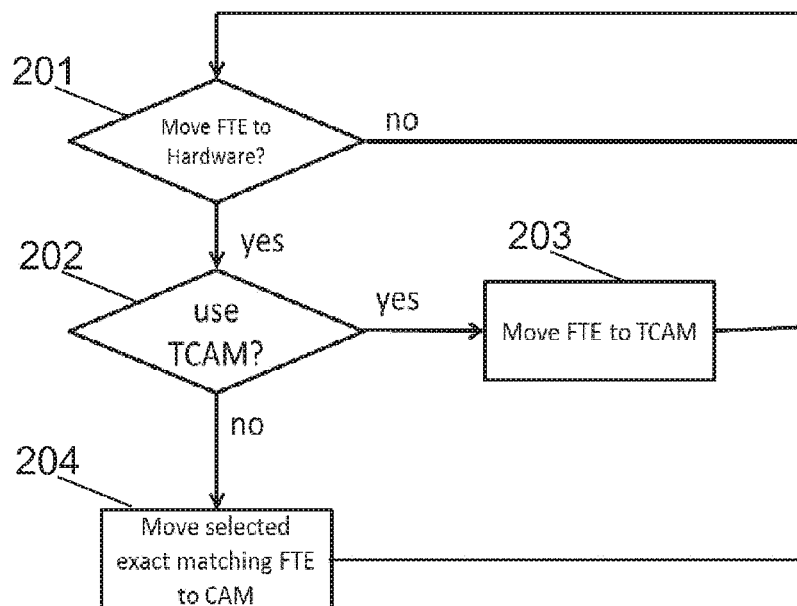 201
Move FTE to
Hardware?
no
yes
202
use
TCAM?
yes
203
Move FTE to TCAM
no
204
Move selected
exact matching FTE
to CAM